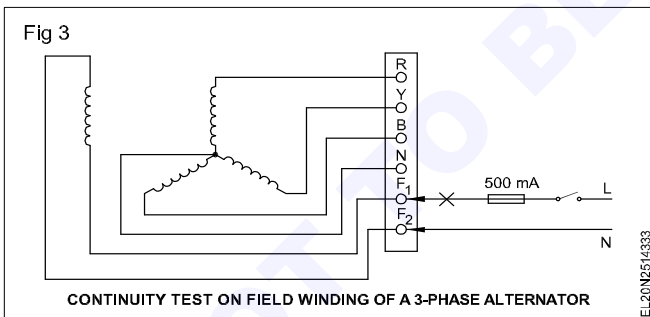 Fig 3
R
Y
B
N
F1
F2
500 mA
L
N
CONTINUITY TEST ON FIELD WINDING OF A 3-PHASE ALTERNATOR
EL20N2514333